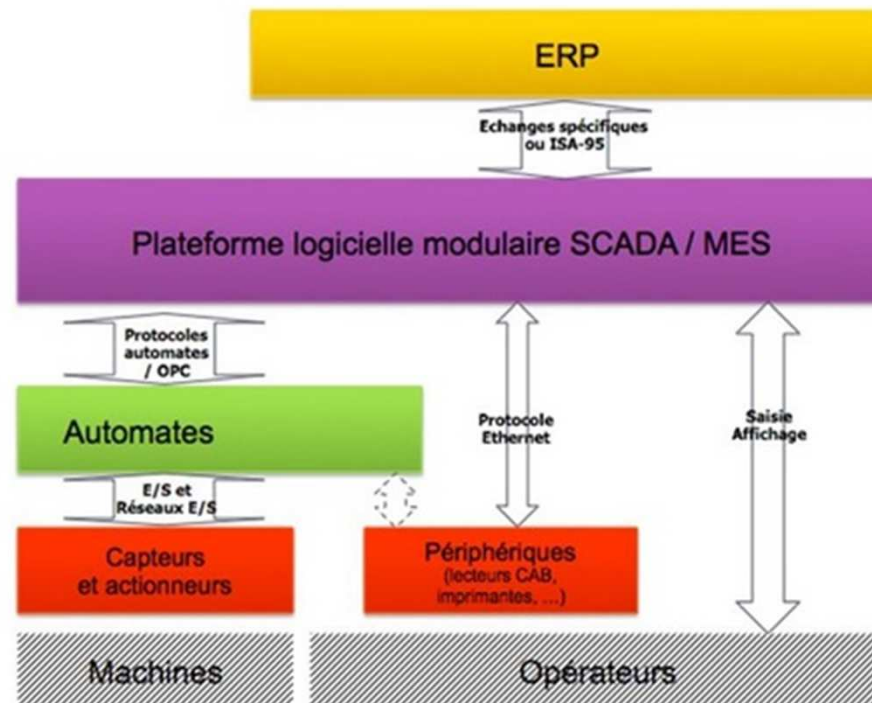 ERP
Echanges spécifiques
ou ISA-95
Plateforme logicielle modulaire SCADA / MES
Protocoles
automates
/ OPC
Automates
Protocole
Ethernet
Saisie
Affichage
E/S et
Réseaux E/S
Capteurs
et actionneurs
Périphériques
(lecteurs CAB,
imprimantes, ...)
Machines
Opérateurs